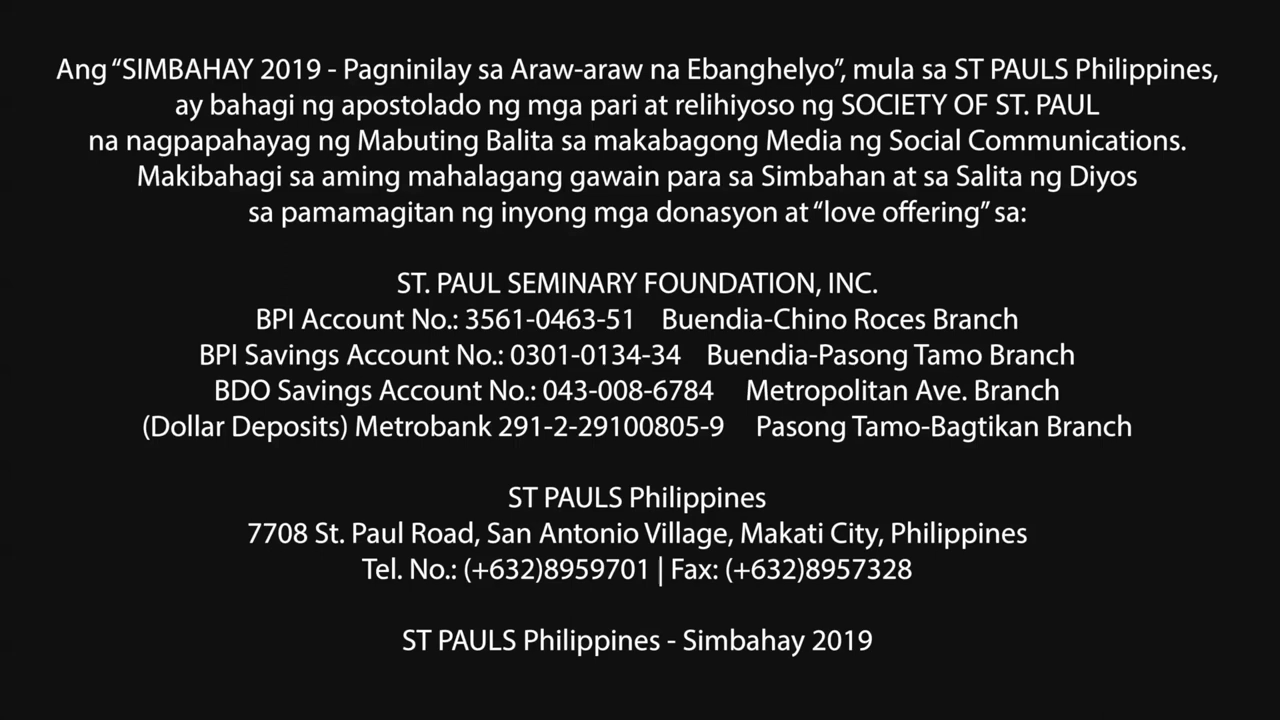 Ang “SIMBAHAY 2019 - Pagninilay sa Araw-araw na Ebanghelyo”, mula sa ST PAULS Philippines,
ay bahagi ng apostolado ng mga pari at relihiyoso ng SOCIETY OF ST. PAUL
na nagpapahayag ng Mabuting Balita sa makabagong Media ng Social Communications.
Makibahagi sa aming mahalagang gawain para sa Simbahan at sa Salita ng Diyos
sa pamamagitan ng inyong mga donasyon at “love offering” sa:
ST. PAUL SEMINARY FOUNDATION, INC.
BPI Account No.: 3561-0463-51 Buendia-Chino Roces Branch
BPI Savings Account No.: 0301-0134-34 Buendia-Pasong Tamo Branch
BDO Savings Account No.: 043-008-6784 Metropolitan Ave. Branch
(Dollar Deposits) Metrobank 291-2-29100805-9 Pasong Tamo-Bagtikan Branch
ST PAULS Philippines
7708 St. Paul Road, San Antonio Village, Makati City, Philippines
Tel. No.: (+632)8959701 | Fax: (+632)8957328
ST PAULS Philippines - Simbahay 2019